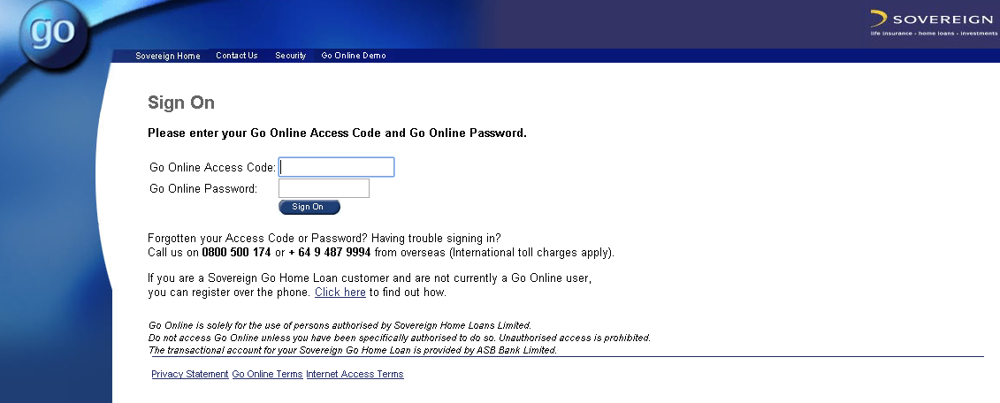 go
SOVEREIGN
life insurance - home loans - investments
Sovereign Home Contact Us Security Go Online Demo
Sign On
Please enter your Go Online Access Code and Go Online Password.
Go Online Access Code:
Go Online Password:
Sign On
Forgotten your Access Code or Password? Having trouble signing in?
Call us on 0800 500 174 or + 64 9 487 9994 from overseas (International toll charges apply).
If you are a Sovereign Go Home Loan customer and are not currently a Go Online user,
you can register over the phone. Click here to find out how.
Go Online is solely for the use of persons authorised by Sovereign Home Loans Limited.
Do not access Go Online unless you have been specifically authorised to do so. Unauthorised access is prohibited.
The transactional account for your Sovereign Go Home Loan is provided by ASB Bank Limited.
Privacy Statement Go Online Terms Internet Access Terms